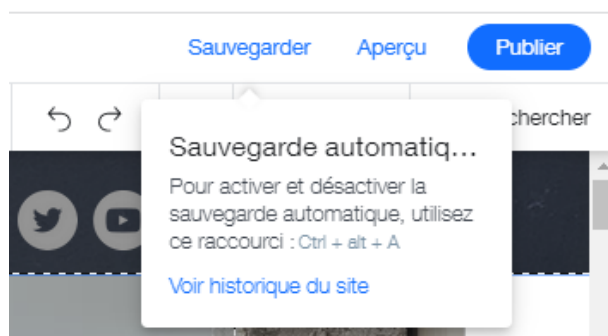 Sauvegarder Aperçu Publier
chercher
Sauvegarde automatiq...
Pour activer et désactiver la
sauvegarde automatique, utilisez
ce raccourci : Ctrl + alt + A
Voir historique du site